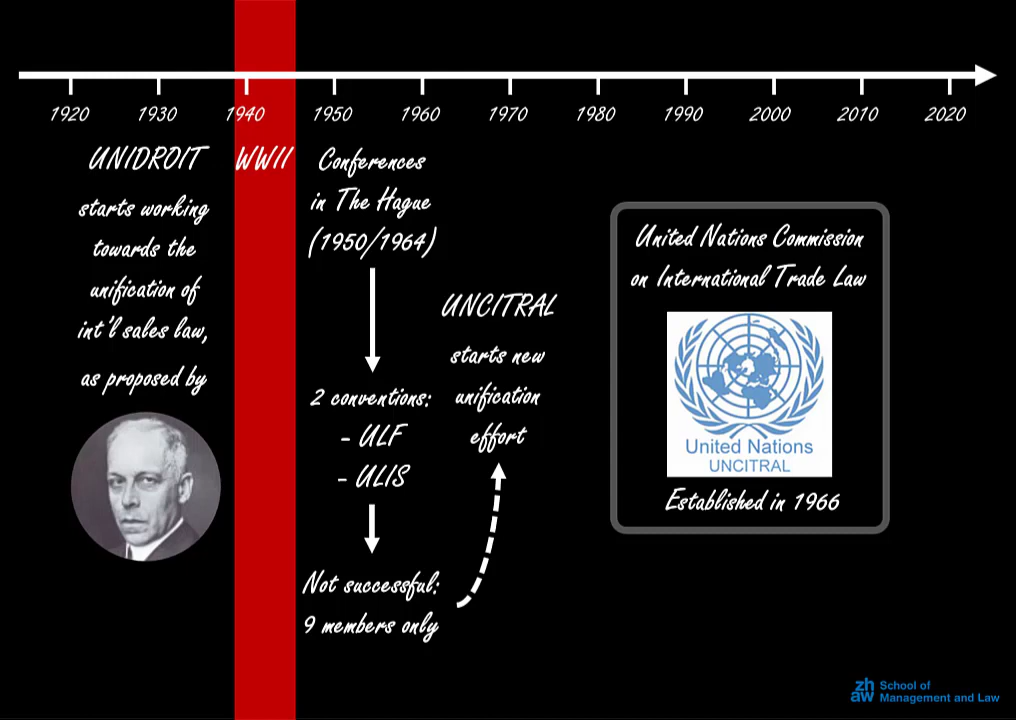 1920 1930 1940 1950 1960 1970 1980 1990 2000 2010 2020
UNIDROIT
starts working
towards the
unification of
int'l sales law,
as proposed by
WWII
Conferences
in The Hague
(1950/1964)
2 conventions:
- ULF
- ULIS
Not successful:
9 members only
UNCITRAL
starts new
unification
effort
United Nations Commission
on International Trade Law
United Nations
UNCITRAL
Established in 1966
zh
aw
School of
Management and Law